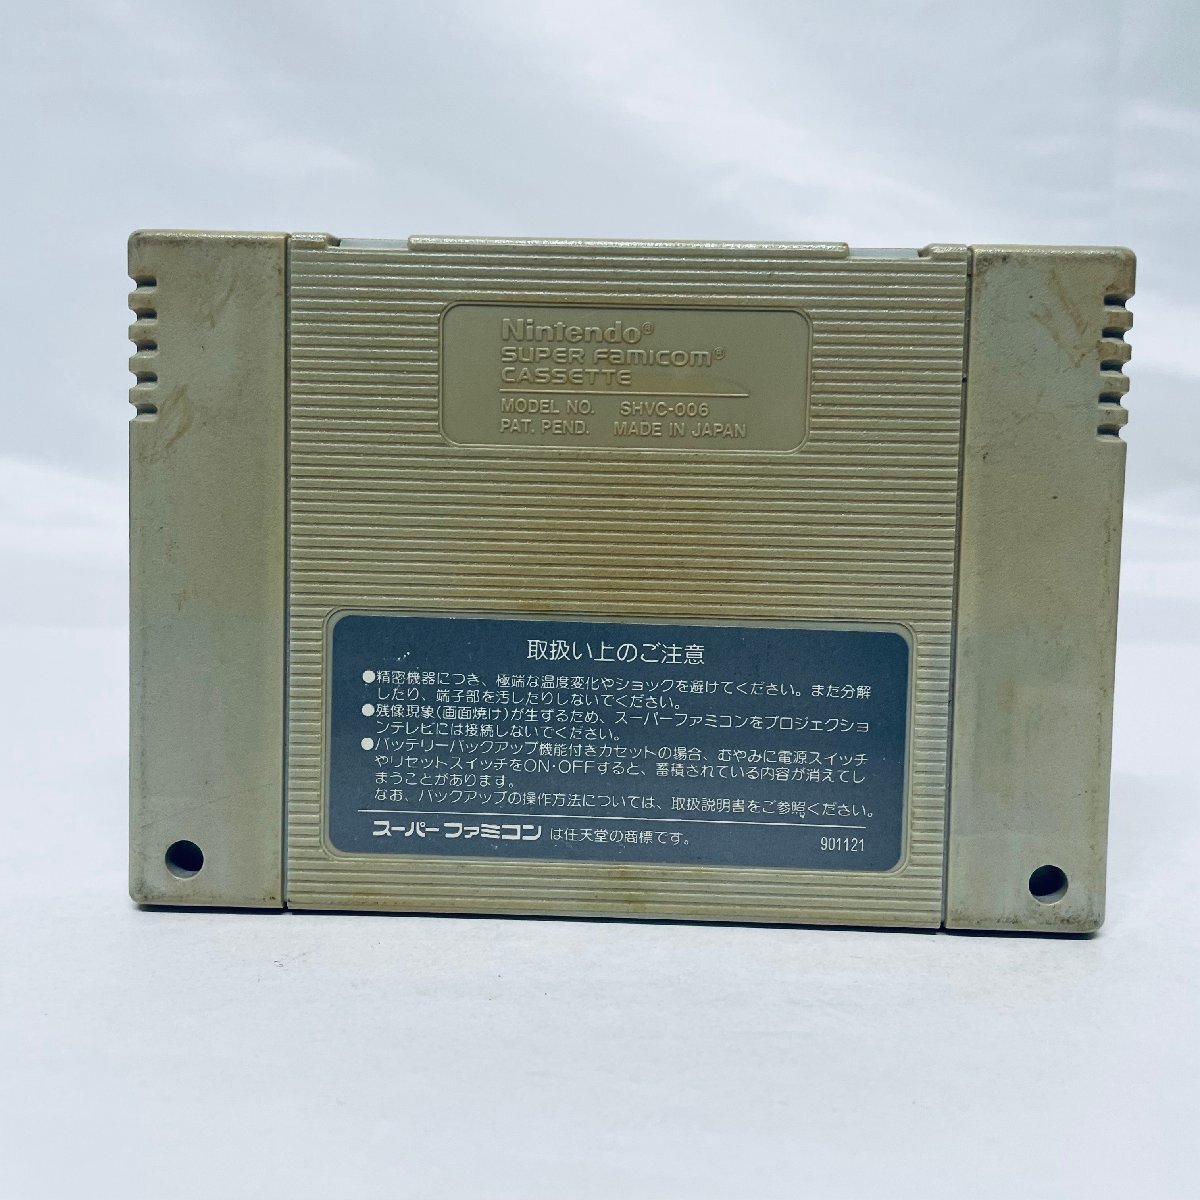 Nintendo®
SUPER Famicom®
CASSETTE
MODEL NO. SHVC-006
PAT. PEND. MADE IN JAPAN
取扱い上のご注意
●精密機器につき、極端な温度変化やショックを避けてください。また分解
したり、端子部を汚したりしないでください。
●残像現象(画面焼け)が生ずるため、スーパーファミコンをプロジェクショ
ンテレビには接続しないでください。
●バッテリーバックアップ機能付きカセットの場合、むやみに電源スイッチ
やリセットスイッチをON・OFFすると、蓄積されている内容が消えてし
まうことがあります。
なお、バックアップの操作方法については、取扱説明書をご参照ください。
スーパーファミコン は任天堂の商標です。
901121